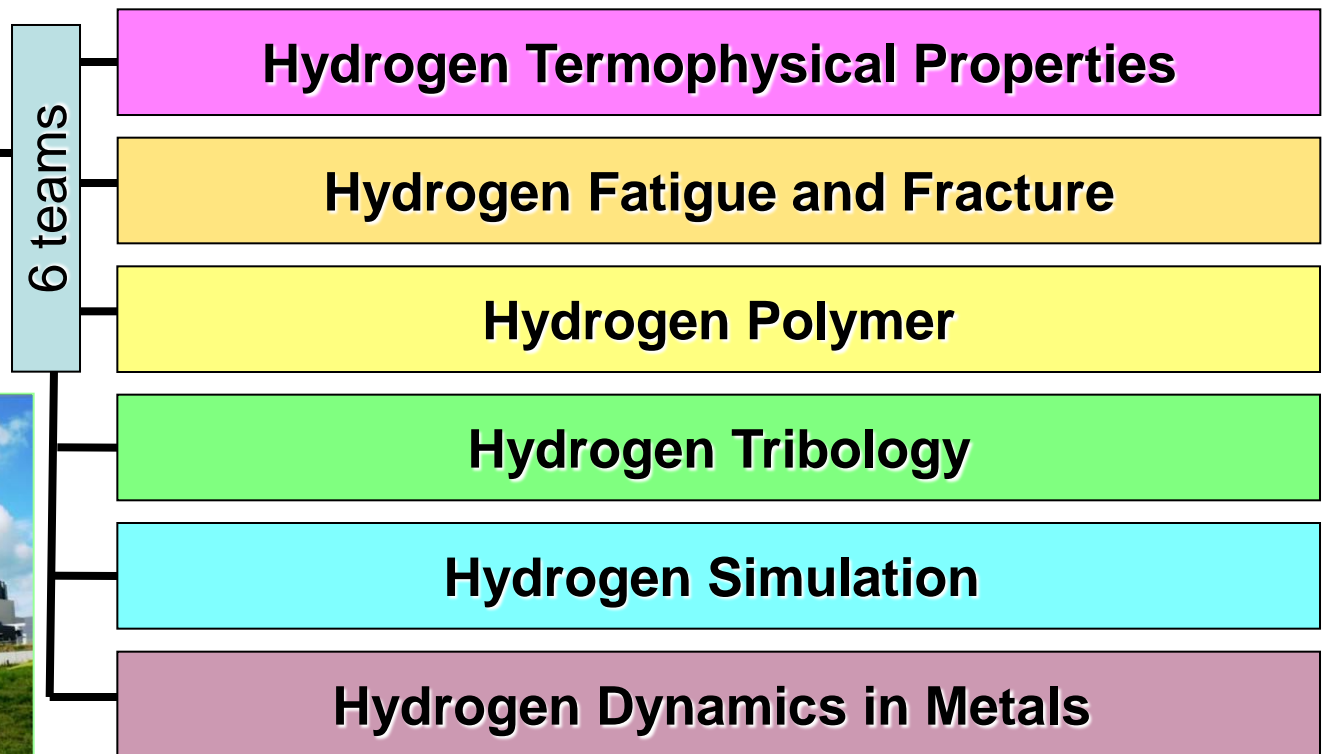 6 teams
Hydrogen Termophysical Properties
Hydrogen Fatigue and Fracture
Hydrogen Polymer
Hydrogen Tribology
Hydrogen Simulation
Hydrogen Dynamics in Metals